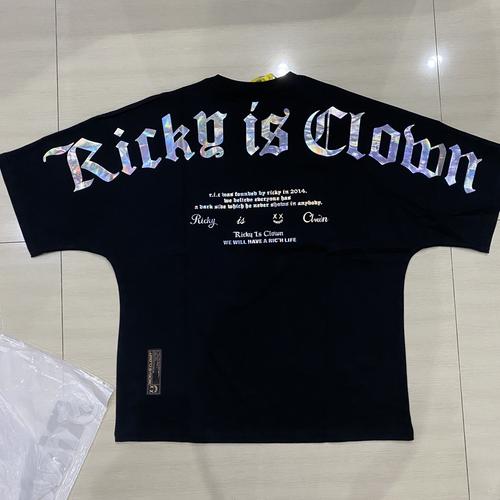 Ricky is Clown
r.i.c was founded by ricky in 2014.
we believe everyone has
a dark side which he never shows in anybody.
Ricky is Clown
Ricky Is Clown
WE WILL HAVE A RIC'H LIFE